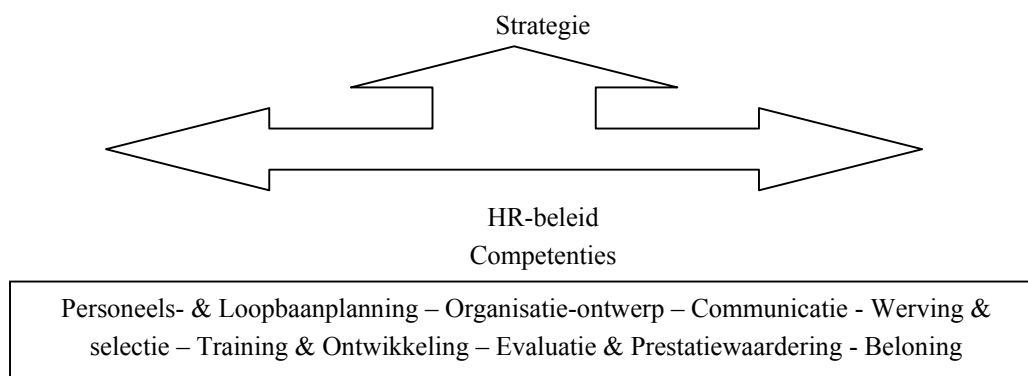 Strategie
HR-beleid
Competenties
Personeels- & Loopbaanplanning – Organisatie-ontwerp – Communicatie - Werving &
selectie – Training & Ontwikkeling – Evaluatie & Prestatiewaardering - Beloning